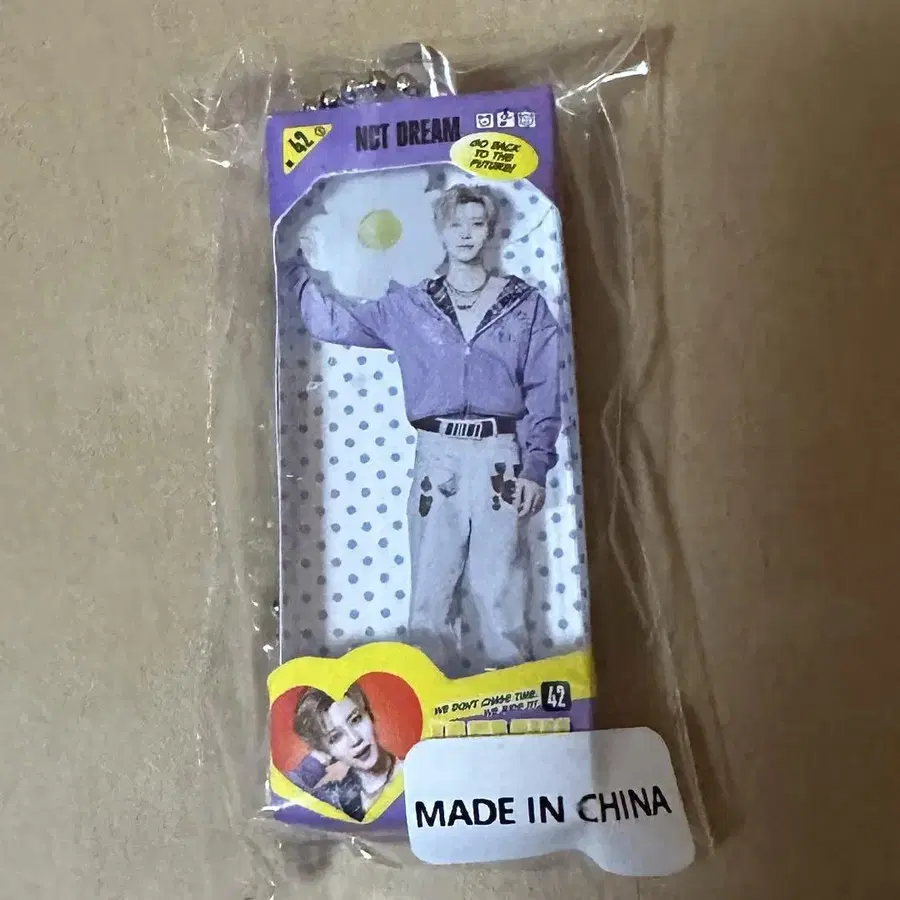 42
NCT DREAM
GO BACK
TO THE
FUTURE!
WE DON'T CHASE TIME.
WE RIDE IT!
42
MADE IN CHINA